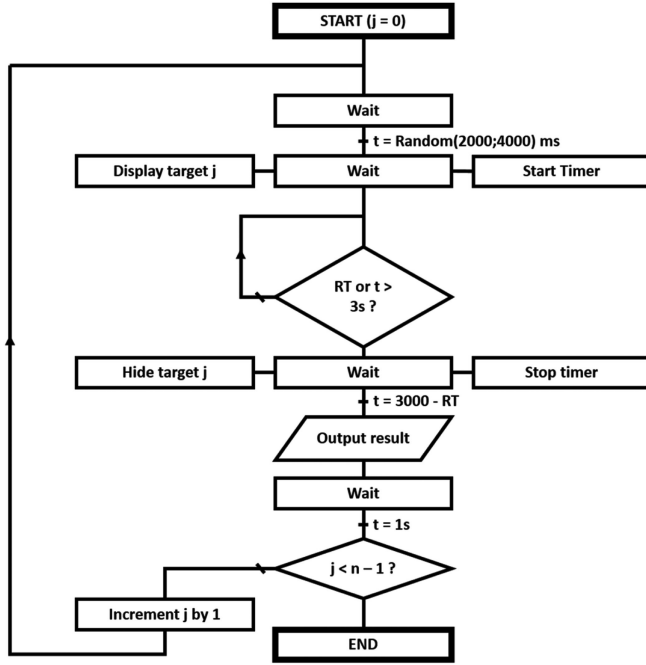 START (j = 0)
Wait
t = Random(2000;4000) ms
Display target j
Wait
Start Timer
RT or t >
3s ?
Hide target j
Wait
Stop timer
t = 3000 - RT
Output result
Wait
t = 1s
j < n – 1 ?
Increment j by 1
END